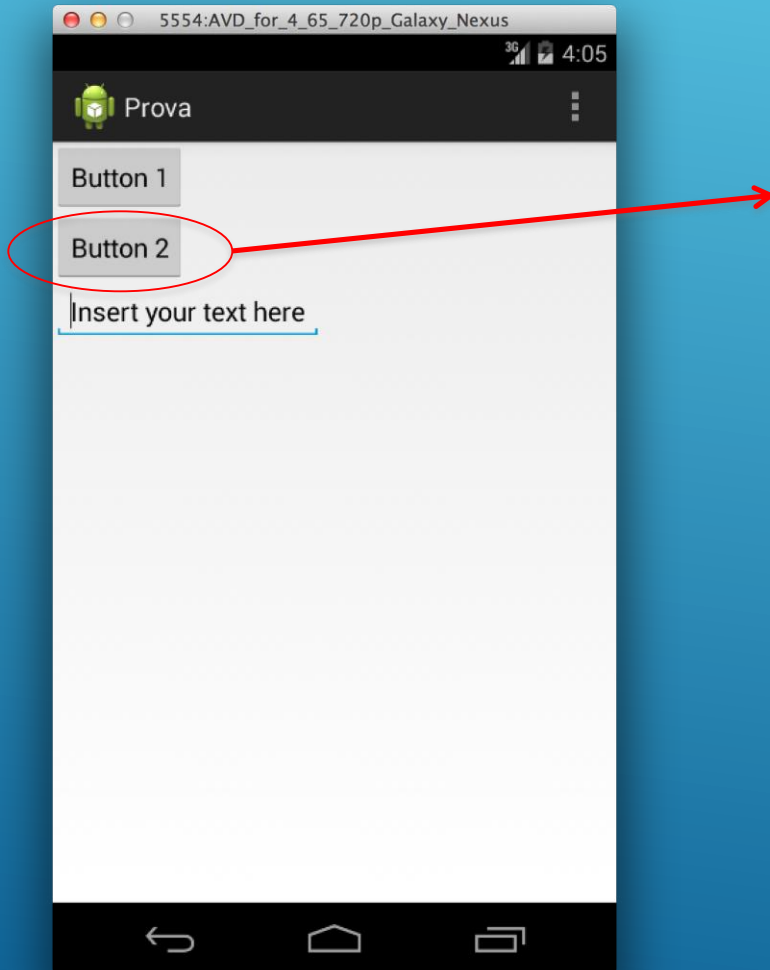 5554:AVD_for_4_65_720p_Galaxy_Nexus
3G 4:05
Prova
Button 1
Button 2
Insert your text here